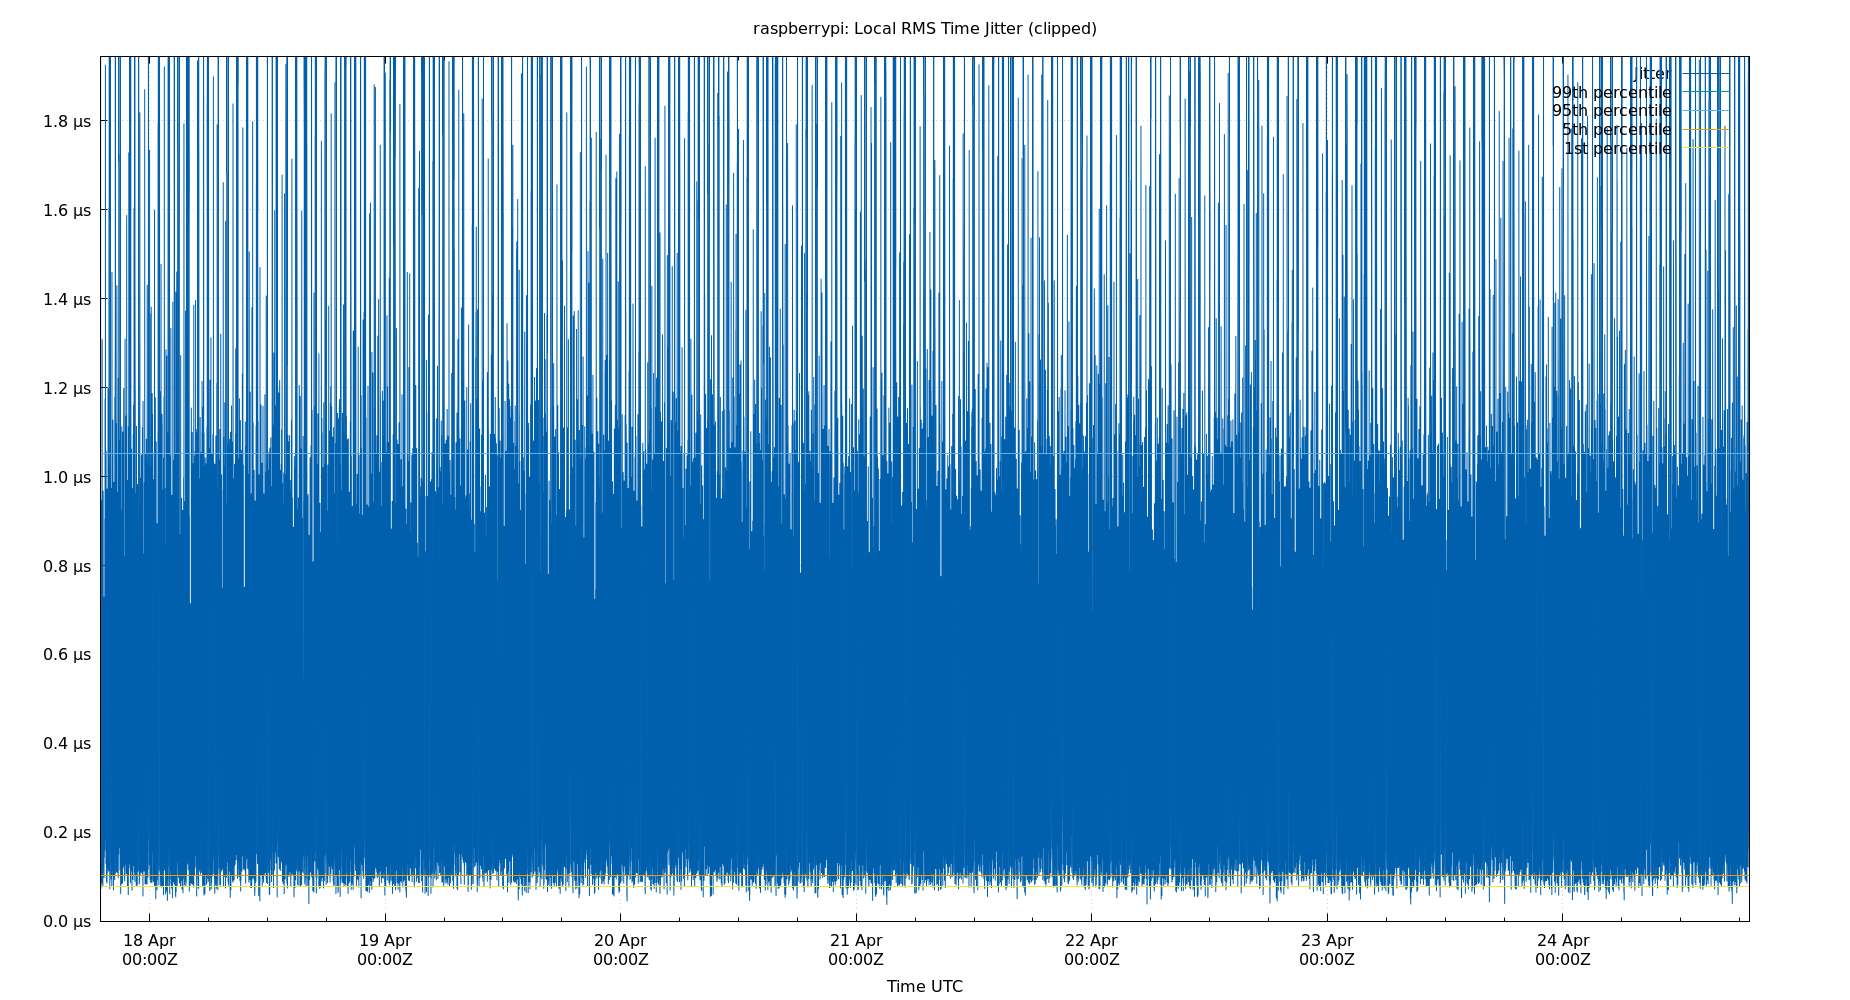 raspberrypi: Local RMS Time Jitter (clipped)
Jitter
99th percentile
95th percentile
5th percentile
1st percentile
1.8 µs
1.6 µs
1.4 µs
1.2 µs
1.0 µs
0.8 µs
0.6 µs
0.4 µs
0.2 µs
0.0 µs
18 Apr 19 Apr 20 Apr 21 Apr 22 Apr 23 Apr 24 Apr
00:00Z 00:00Z 00:00Z 00:00Z 00:00Z 00:00Z 00:00Z
Time UTC